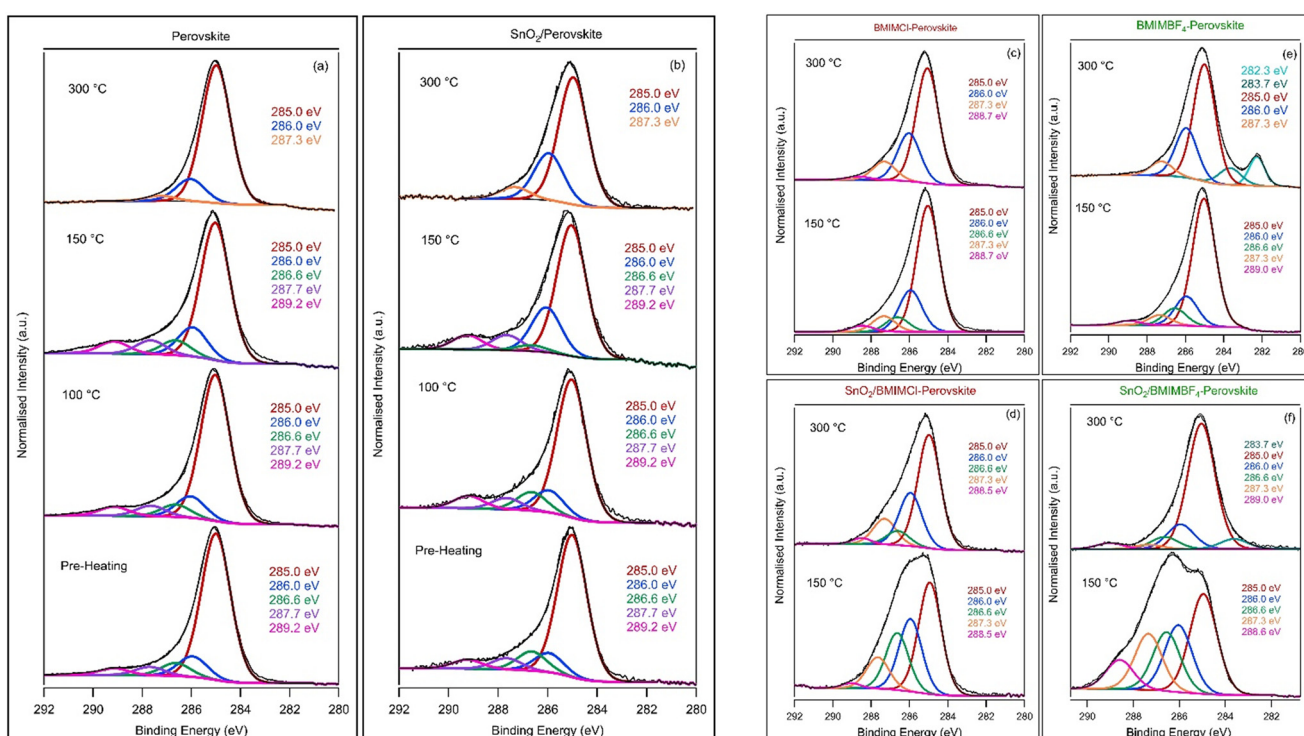 Perovskite
(a)
300 °C
285.0 eV
286.0 eV
287.3 eV
150 °C
285.0 eV
286.0 eV
286.6 eV
287.7 eV
289.2 eV
100 °C
285.0 eV
286.0 eV
286.6 eV
287.7 eV
289.2 eV
Pre-Heating
285.0 eV
286.0 eV
286.6 eV
287.7 eV
289.2 eV
Normalised Intensity (a.u.)
292 290 288 286 284 282 280
Binding Energy (eV)
SnO₂/Perovskite
(b)
300 °C
285.0 eV
286.0 eV
287.3 eV
150 °C
285.0 eV
286.0 eV
286.6 eV
287.7 eV
289.2 eV
100 °C
285.0 eV
286.0 eV
286.6 eV
287.7 eV
289.2 eV
Pre-Heating
285.0 eV
286.0 eV
286.6 eV
287.7 eV
289.2 eV
Normalised Intensity (a.u.)
292 290 288 286 284 282 280
Binding Energy (eV)
BMIMCl-Perovskite
(c)
300 °C
285.0 eV
286.0 eV
287.3 eV
288.7 eV
150 °C
285.0 eV
286.0 eV
286.6 eV
287.3 eV
288.7 eV
Normalised Intensity (a.u.)
292 290 288 286 284 282 280
Binding Energy (eV)
BMIMBF₄-Perovskite
(e)
300 °C
282.3 eV
283.7 eV
285.0 eV
286.0 eV
287.3 eV
150 °C
285.0 eV
286.0 eV
286.6 eV
287.3 eV
289.0 eV
Normalised Intensity (a.u.)
292 290 288 286 284 282 280
Binding Energy (eV)
SnO₂/BMIMCl-Perovskite
(d)
300 °C
285.0 eV
286.0 eV
286.6 eV
287.3 eV
288.5 eV
150 °C
285.0 eV
286.0 eV
286.6 eV
287.3 eV
288.5 eV
Normalised Intensity (a.u.)
292 290 288 286 284 282 280
Binding Energy (eV)
SnO₂/BMIMBF₄-Perovskite
(f)
300 °C
283.7 eV
285.0 eV
286.0 eV
286.6 eV
287.3 eV
289.0 eV
150 °C
285.0 eV
286.0 eV
286.6 eV
287.3 eV
288.6 eV
Normalised Intensity (a.u.)
290 288 286 284 282
Binding Energy (eV)